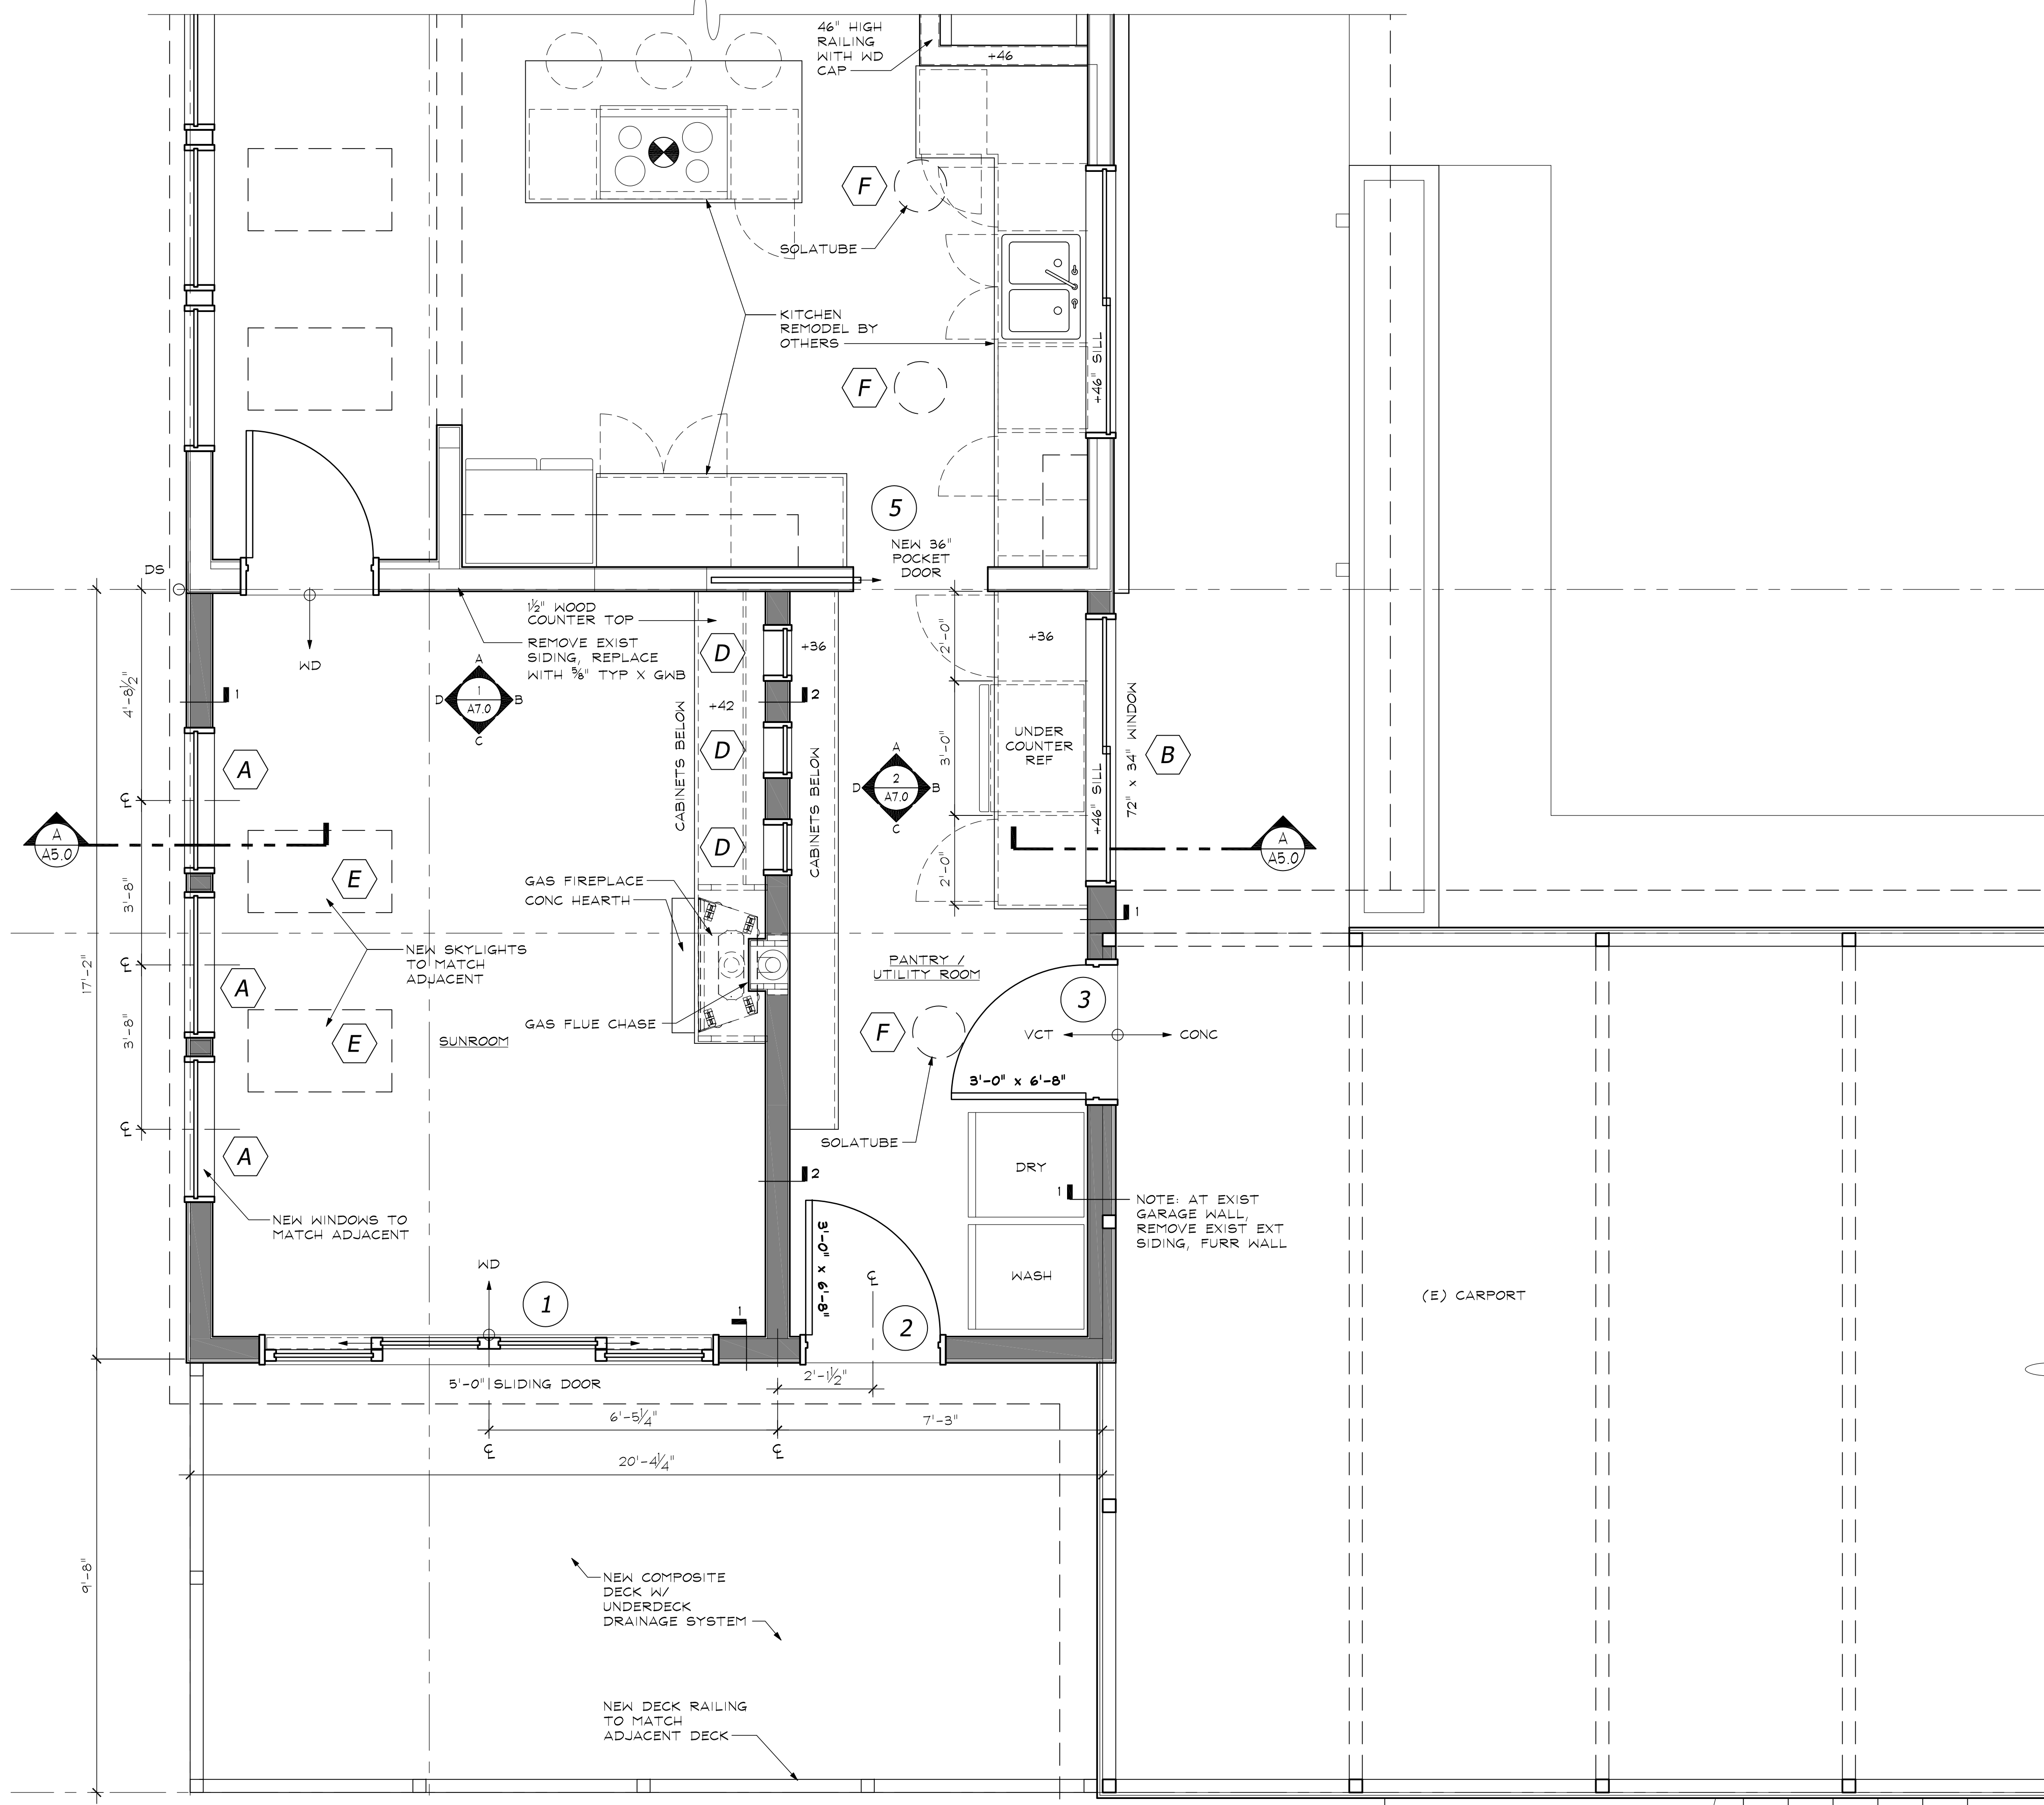 46" HIGH
RAILING
WITH WD
CAP
+46
F
SOLATUBE
KITCHEN
REMODEL BY
OTHERS
+46" SILL
F
5
NEW 36"
POCKET
DOOR
DS
WD
1½" WOOD
COUNTER TOP
REMOVE EXIST
SIDING, REPLACE
WITH ⅝" TYP X GWB
D
+36
2'-0"
+36
4'-8½"
1
A
D
1
A7.0
B
C
CABINETS BELOW
+42
2
D
CABINETS BELOW
A
D
2
A7.0
B
C
3'-0"
UNDER
COUNTER
REF
+46" SILL
72" x 34" WINDOW
B
A
℄
A
A5.0
D
A
A5.0
3'-8"
E
GAS FIREPLACE
CONC HEARTH
2'-0"
1
NEW SKYLIGHTS
TO MATCH
ADJACENT
℄
17'-2"
A
PANTRY /
UTILITY ROOM
3
3'-8"
E
SUNROOM
GAS FLUE CHASE
F
VCT
CONC
3'-0" x 6'-8"
℄
A
SOLATUBE
2
DRY
1
NOTE: AT EXIST
GARAGE WALL,
REMOVE EXIST EXT
SIDING, FURR WALL
NEW WINDOWS TO
MATCH ADJACENT
WD
1
3'-0" x 6'-8"
℄
WASH
(E) CARPORT
1
2
5'-0" SLIDING DOOR
2'-1½"
6'-5¼"
7'-3"
℄
℄
20'-4¼"
9'-8"
NEW COMPOSITE
DECK W/
UNDERDECK
DRAINAGE SYSTEM
NEW DECK RAILING
TO MATCH
ADJACENT DECK